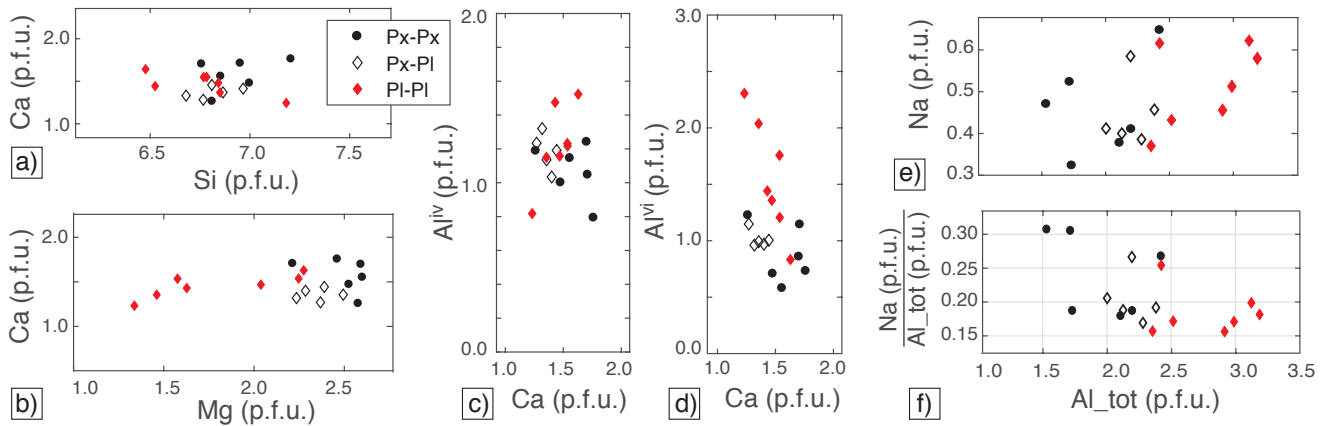 Ca (p.f.u.)
2.0
1.0
6.5
7.0
7.5
Si (p.f.u.)
a)
Px-Px
Px-Pl
Pl-Pl
Ca (p.f.u.)
2.0
1.0
1.0
1.5
2.0
2.5
Mg (p.f.u.)
b)
Al^iv (p.f.u.)
2.0
1.0
0.0
1.0
1.5
2.0
Ca (p.f.u.)
c)
Al^vi (p.f.u.)
3.0
2.0
1.0
0.0
1.0
1.5
2.0
Ca (p.f.u.)
d)
Na (p.f.u.)
0.6
0.5
0.4
0.3
e)
Na (p.f.u.)
Al_tot (p.f.u.)
0.30
0.25
0.20
0.15
1.0
1.5
2.0
2.5
3.0
3.5
Al_tot (p.f.u.)
f)